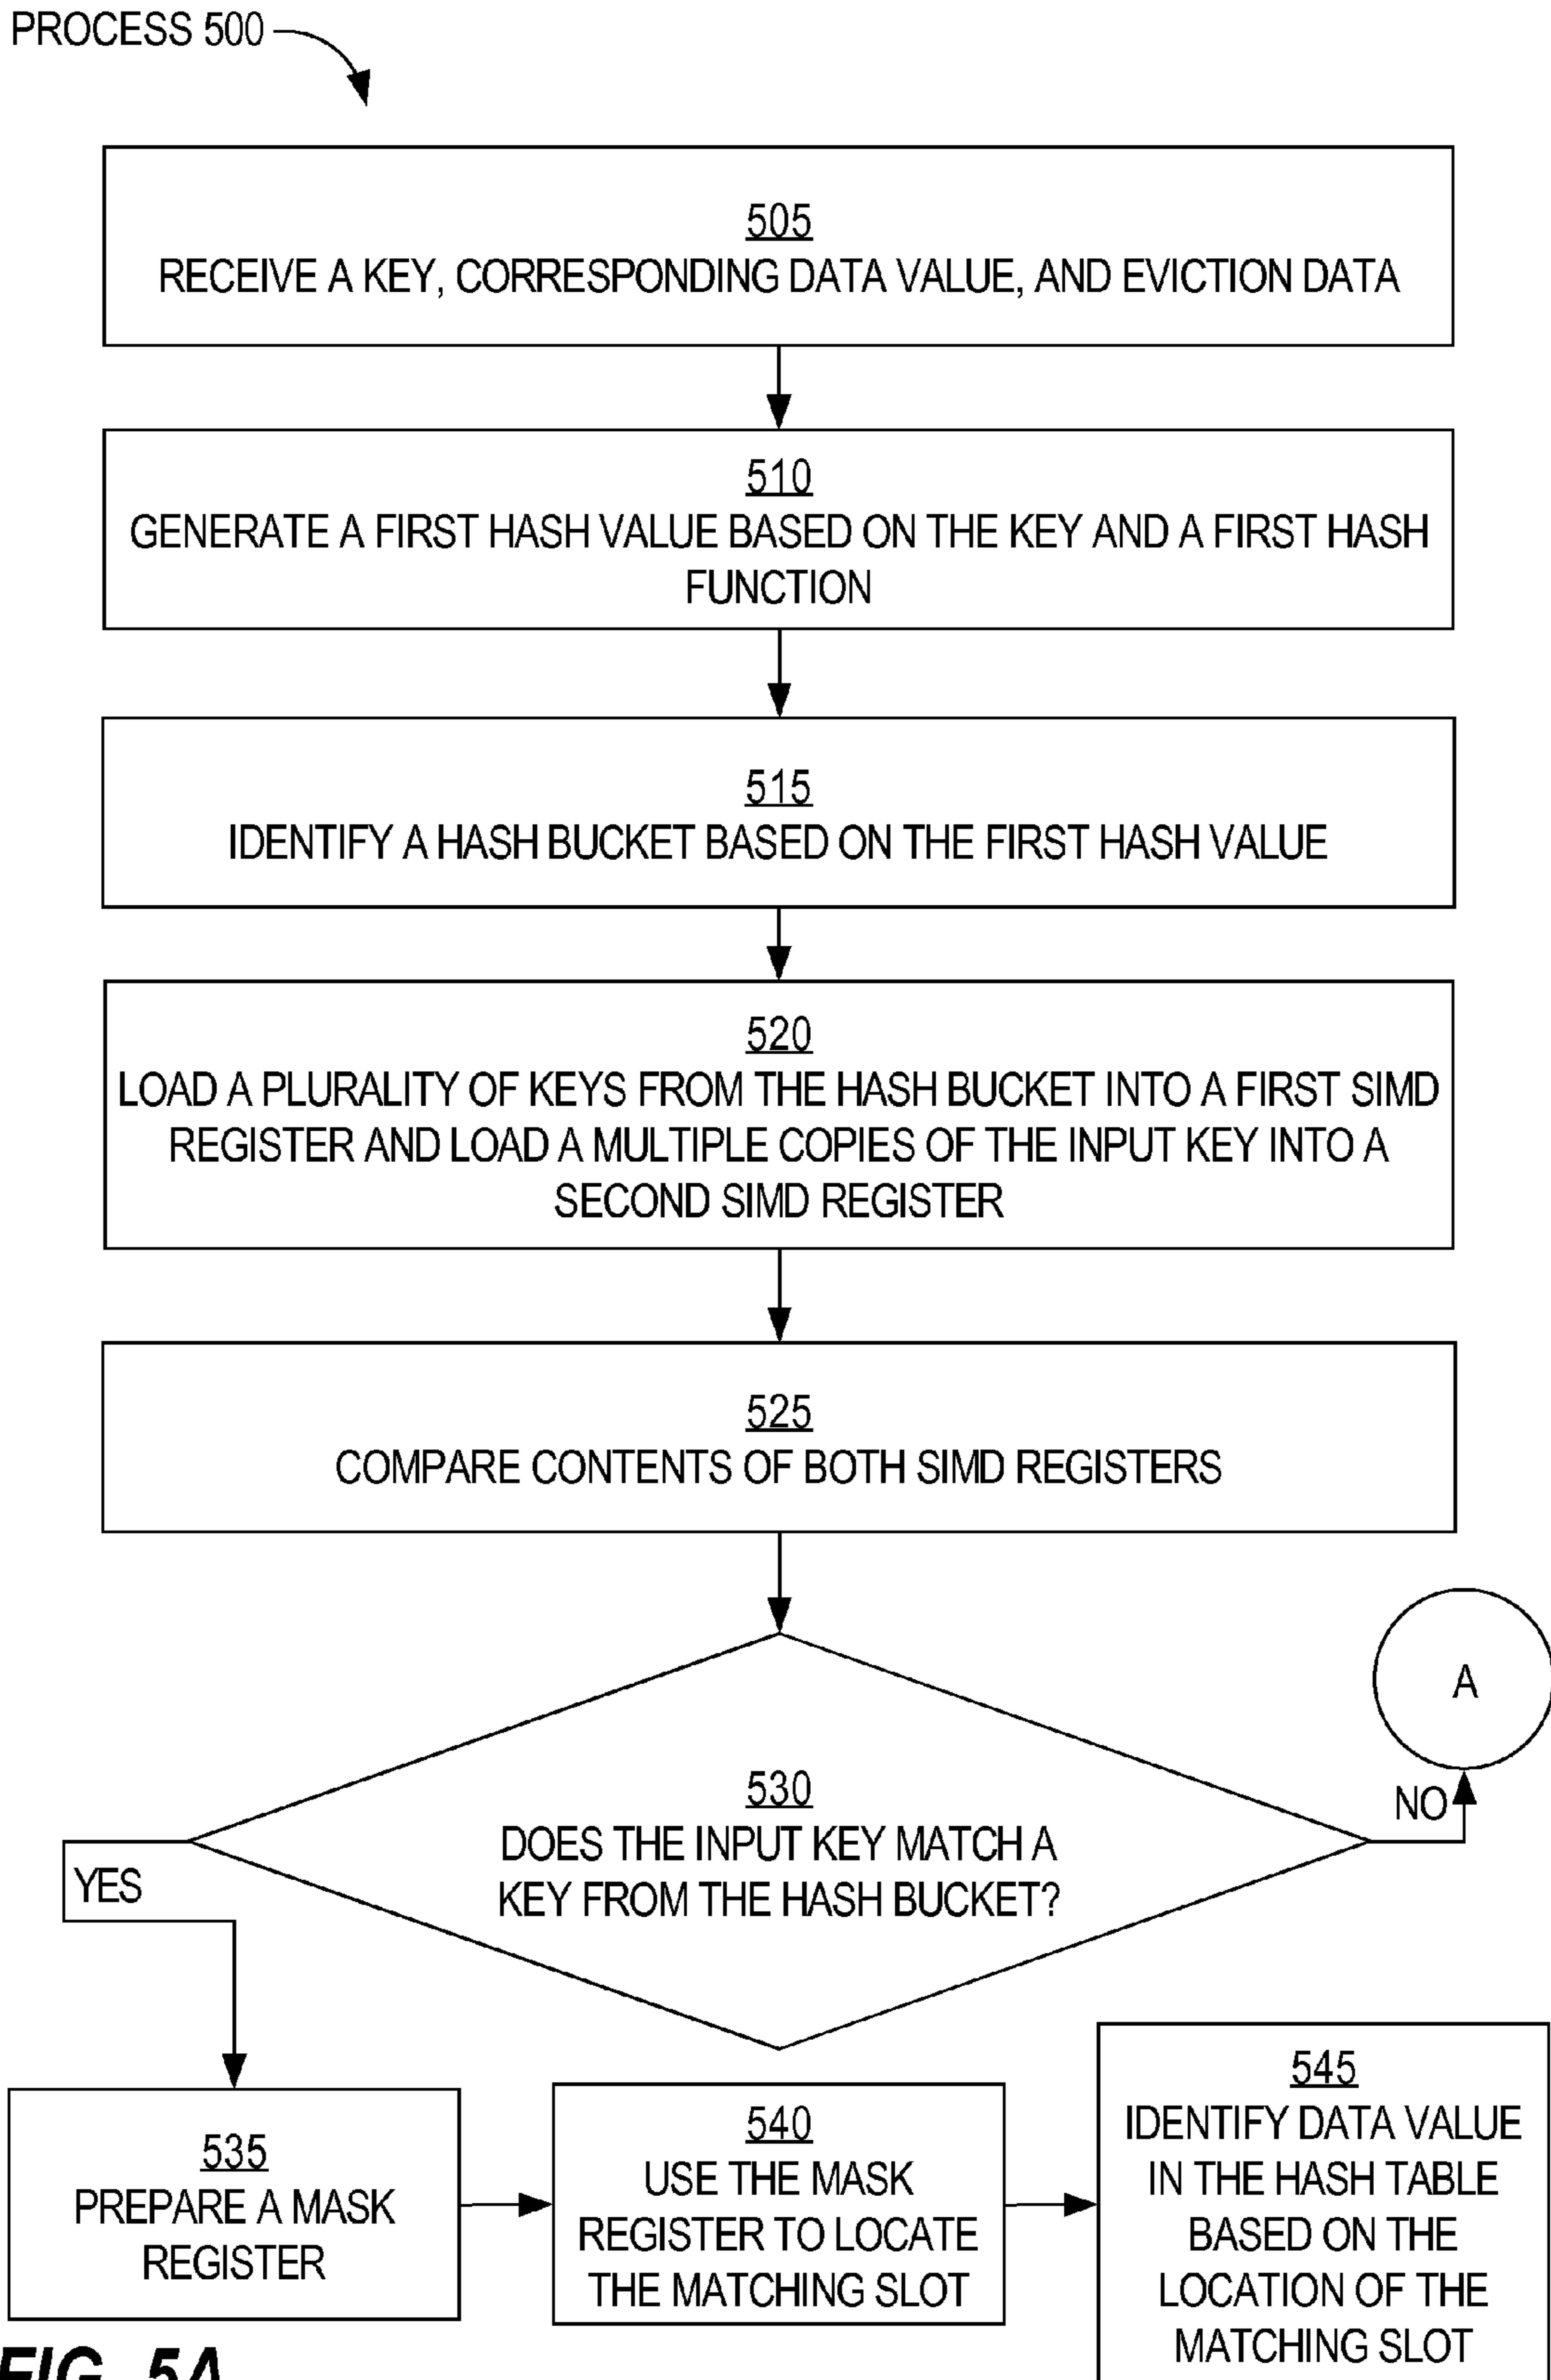 PROCESS 500
505
RECEIVE A KEY, CORRESPONDING DATA VALUE, AND EVICTION DATA
510
GENERATE A FIRST HASH VALUE BASED ON THE KEY AND A FIRST HASH
FUNCTION
515
IDENTIFY A HASH BUCKET BASED ON THE FIRST HASH VALUE
520
LOAD A PLURALITY OF KEYS FROM THE HASH BUCKET INTO A FIRST SIMD
REGISTER AND LOAD A MULTIPLE COPIES OF THE INPUT KEY INTO A
SECOND SIMD REGISTER
525
COMPARE CONTENTS OF BOTH SIMD REGISTERS
A
NO
530
DOES THE INPUT KEY MATCH A
KEY FROM THE HASH BUCKET?
YES
535
PREPARE A MASK
REGISTER
540
USE THE MASK
REGISTER TO LOCATE
THE MATCHING SLOT
545
IDENTIFY DATA VALUE
IN THE HASH TABLE
BASED ON THE
LOCATION OF THE
MATCHING SLOT
FIG. 5A